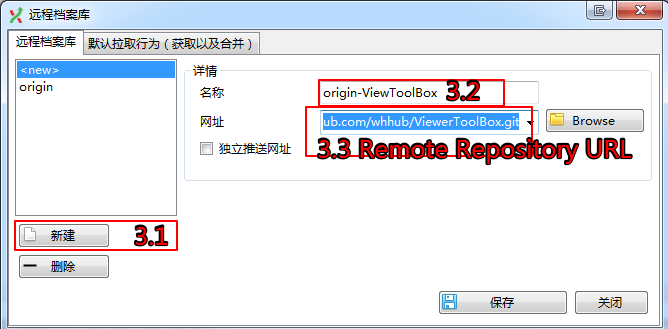 远程档案库
远程档案库
默认拉取行为（获取以及合并）
<new>
origin
详情
名称
origin-ViewToolBox
3.2
网址
ub.com/whhub/ViewerToolBox.git
Browse
独立推送网址
3.3 Remote Repository URL
新建
3.1
删除
保存
关闭